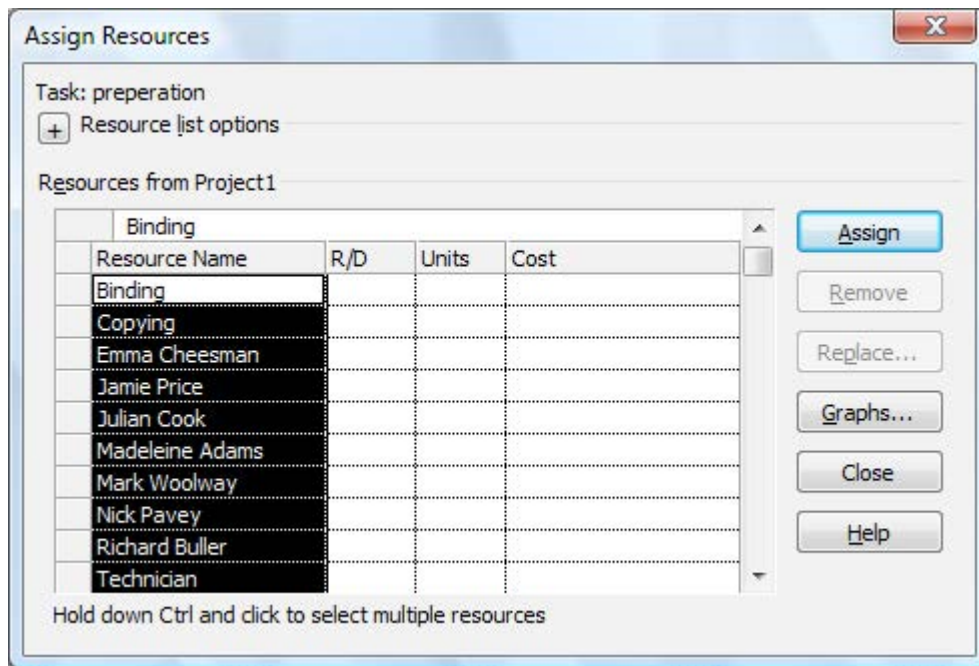 Assign Resources
Task: preperation
+ Resource list options
Resources from Project1
Binding
Resource Name R/D Units Cost
Binding
Copying
Emma Cheesman
Jamie Price
Julian Cook
Madeleine Adams
Mark Woolway
Nick Pavey
Richard Buller
Technician
Assign
Remove
Replace...
Graphs...
Close
Help
Hold down Ctrl and click to select multiple resources